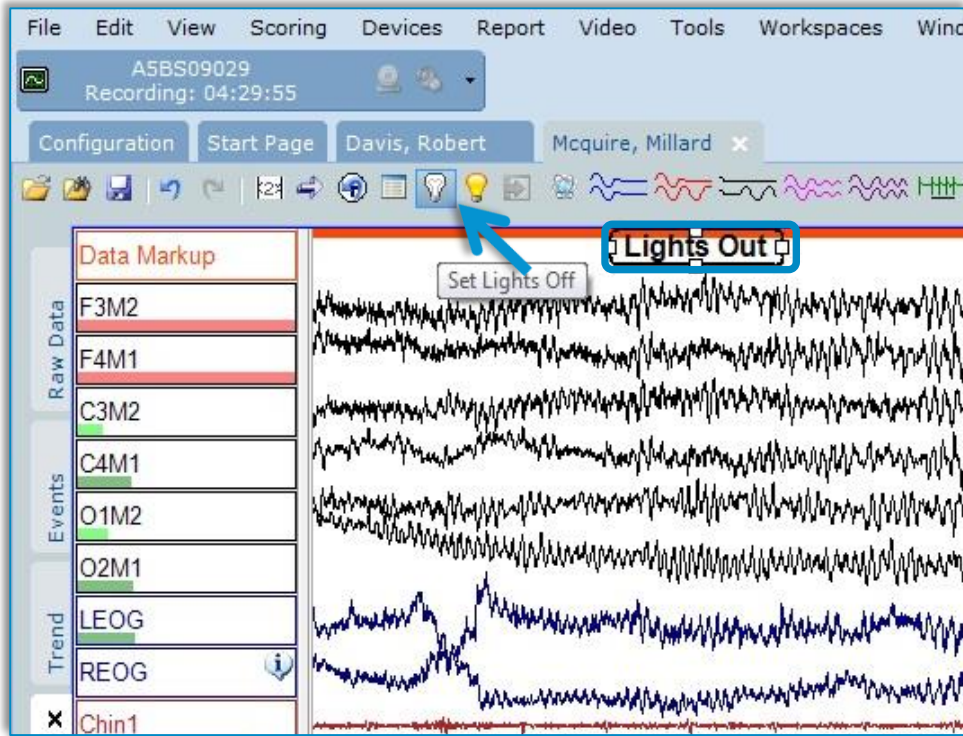 File Edit View Scoring Devices Report Video Tools Workspaces Wind
A5BS09029
Recording: 04:29:55
Configuration Start Page Davis, Robert Mcquire, Millard
Lights Out
Set Lights Off
Data Markup
F3M2
F4M1
C3M2
C4M1
O1M2
O2M1
LEOG
REOG
Chin1
Raw Data
Events
Trend